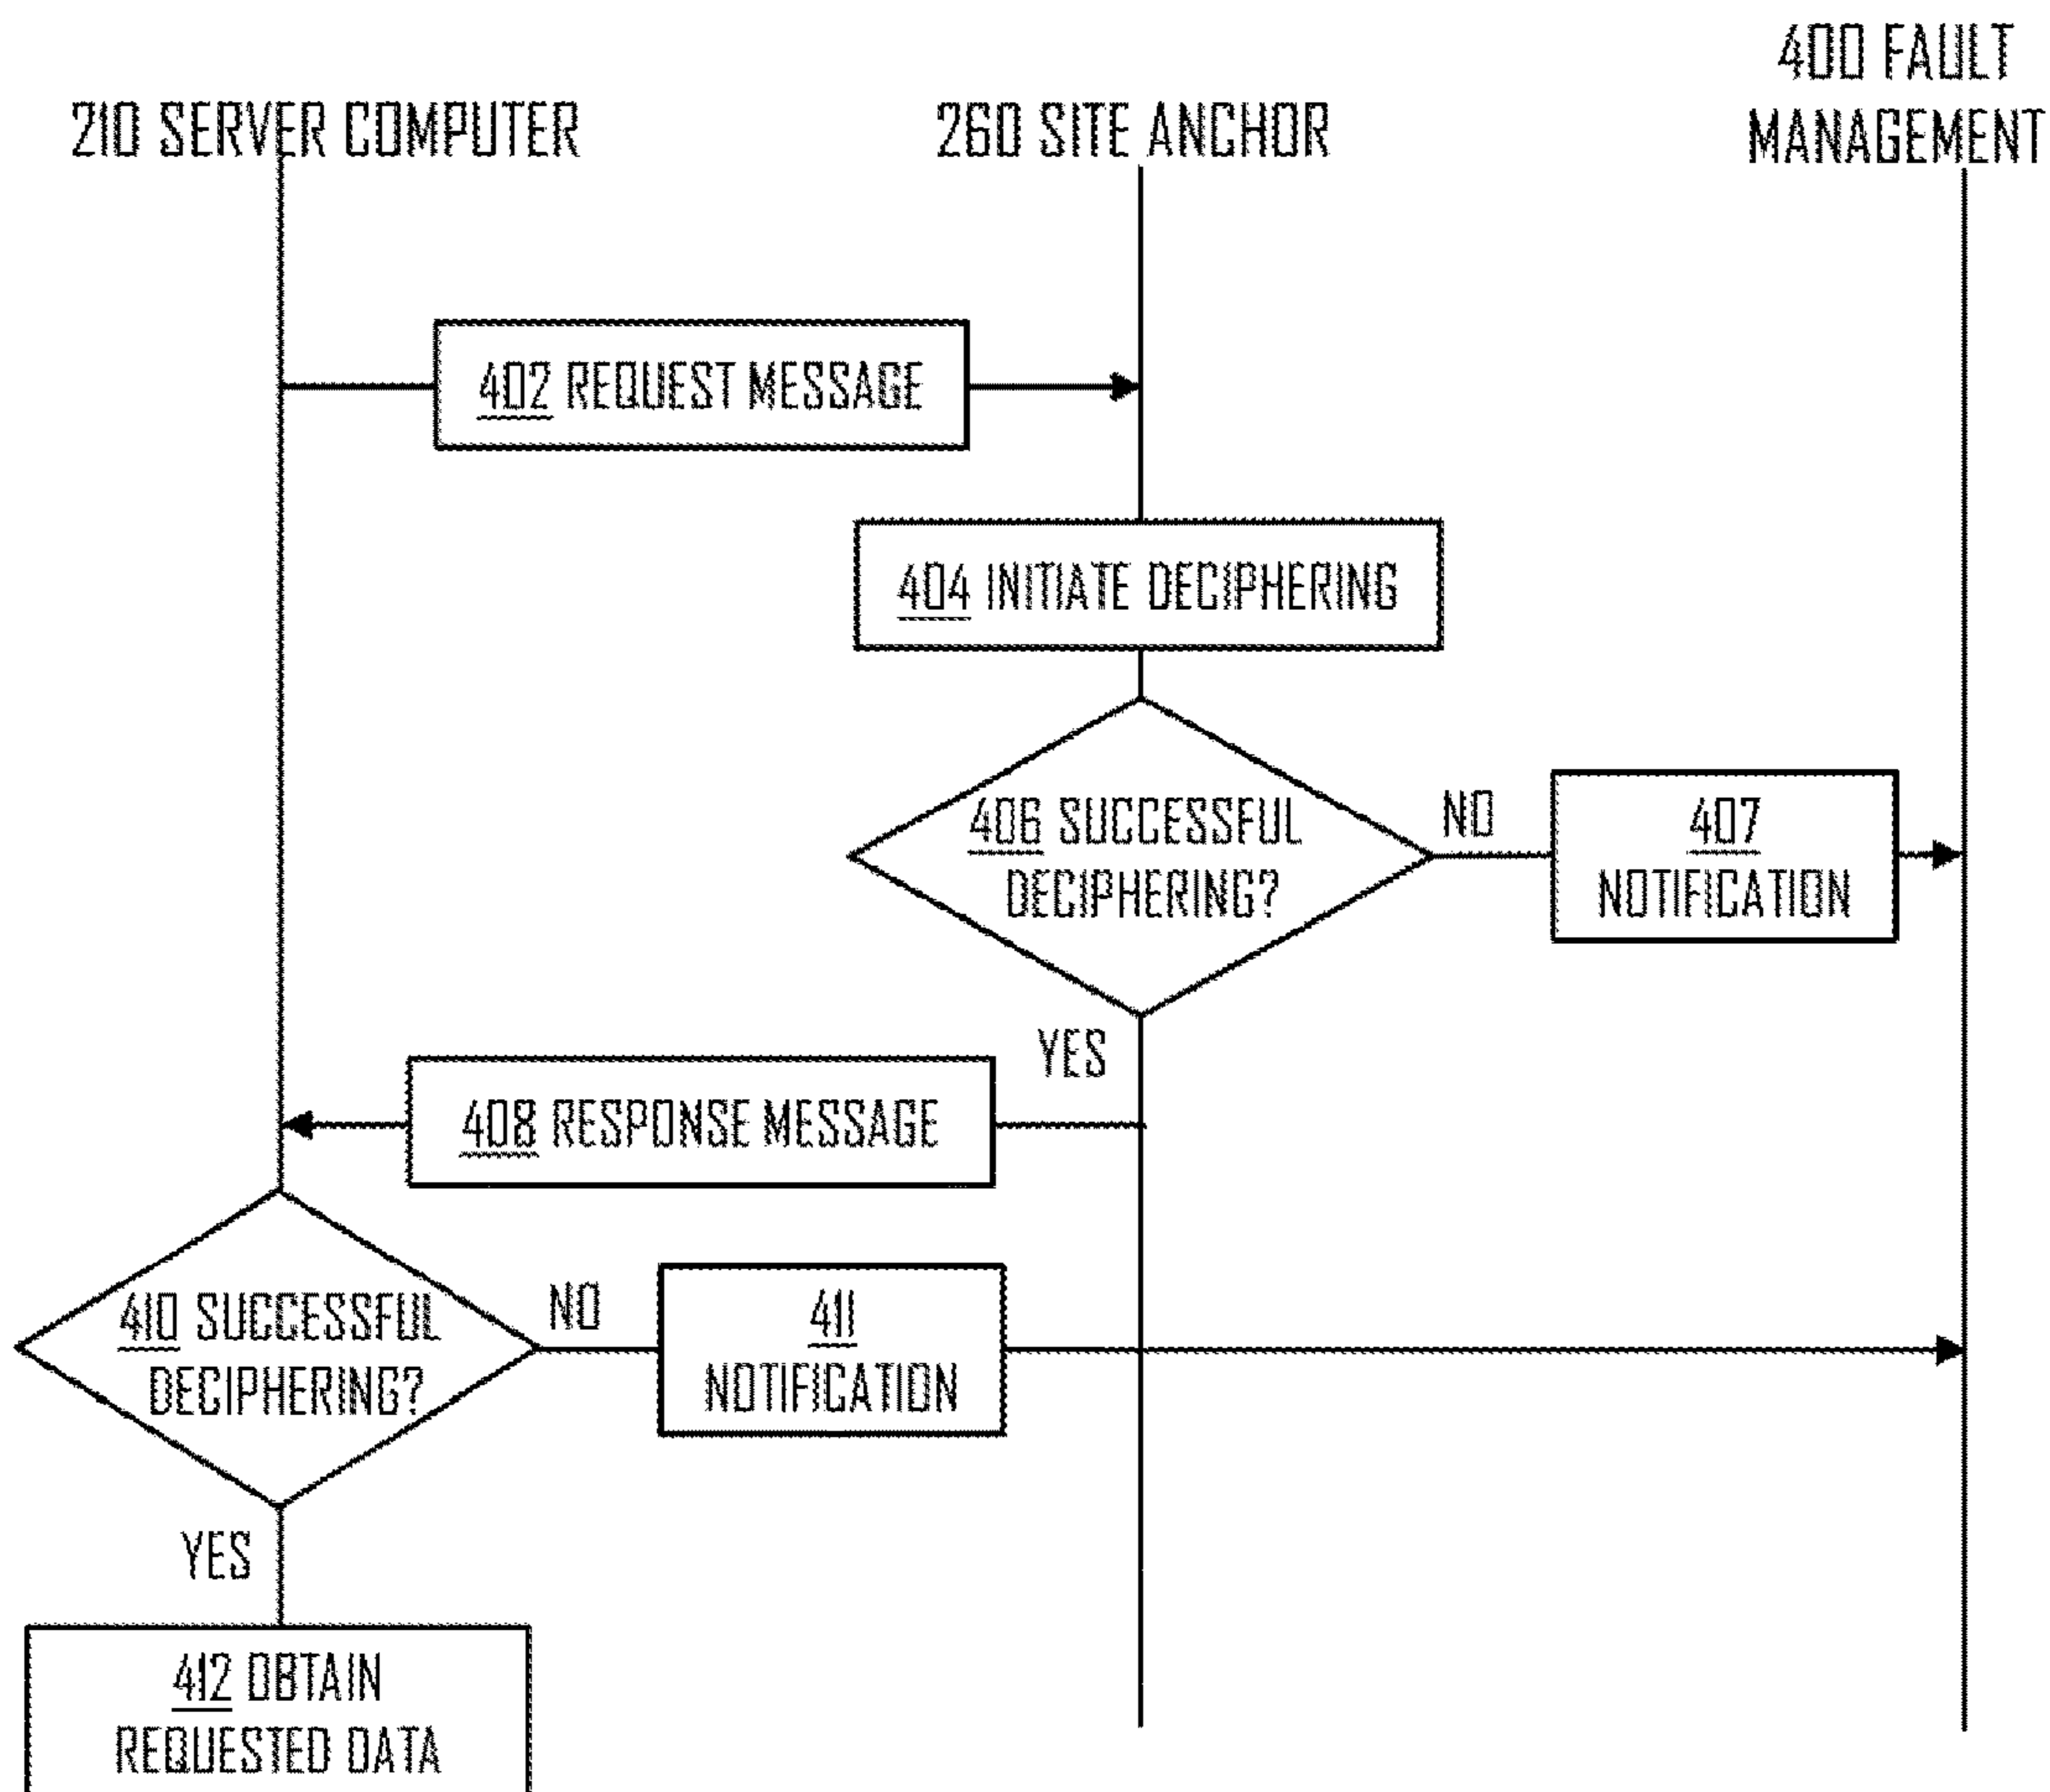 400 FAULT
MANAGEMENT
210 SERVER COMPUTER
260 SITE ANCHOR
402 REQUEST MESSAGE
404 INITIATE DECIPHERING
406 SUCCESSFUL
DECIPHERING?
NO
407
NOTIFICATION
YES
408 RESPONSE MESSAGE
410 SUCCESSFUL
DECIPHERING?
NO
411
NOTIFICATION
YES
412 OBTAIN
REQUESTED DATA